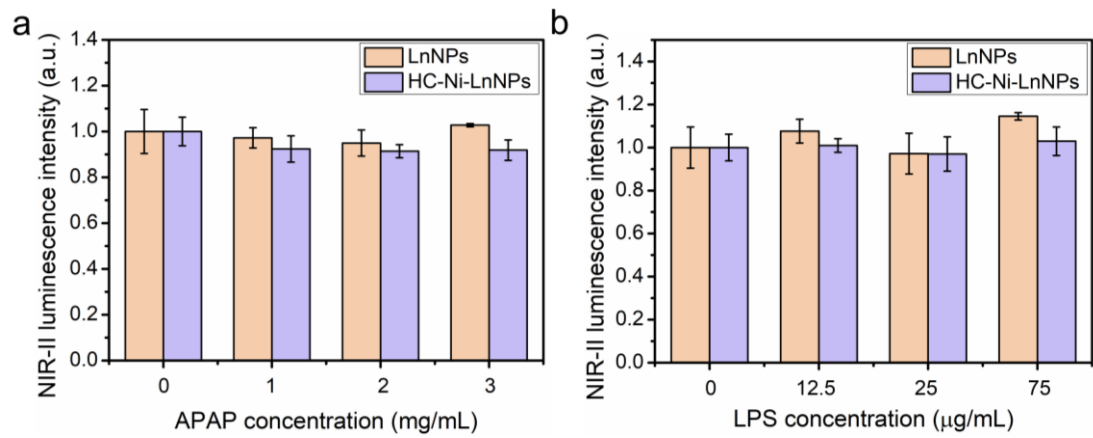 a
NIR-II luminescence intensity (a.u.)
1.4
1.2
1.0
0.8
0.6
0.4
0.2
0.0
LnNPs
HC-Ni-LnNPs
0 1 2 3
APAP concentration (mg/mL)
b
NIR-II luminescence intensity (a.u.)
1.4
1.2
1.0
0.8
0.6
0.4
0.2
0.0
LnNPs
HC-Ni-LnNPs
0 12.5 25 75
LPS concentration (μg/mL)